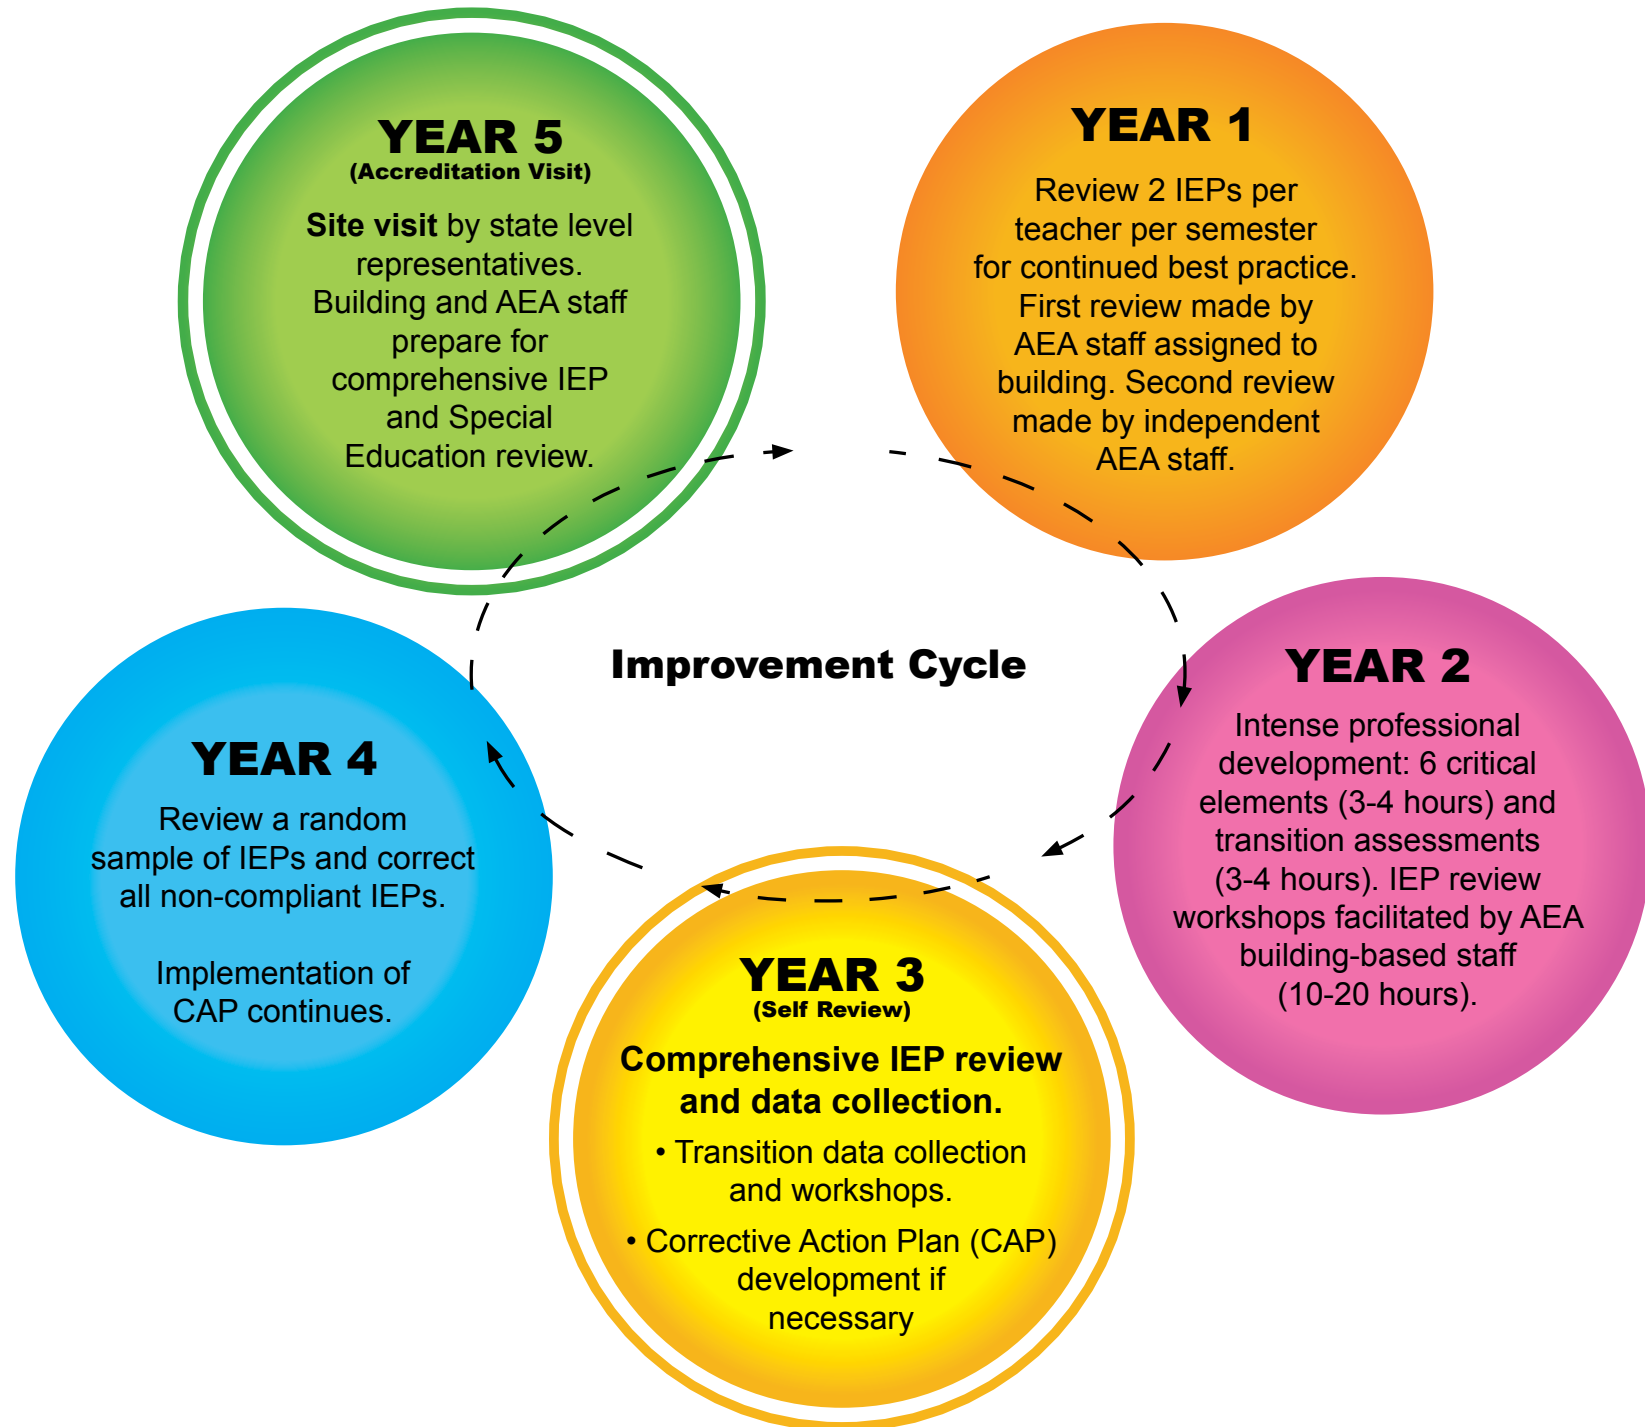 YEAR 5
(Accreditation Visit)
Site visit by state level
representatives.
Building and AEA staff
prepare for
comprehensive IEP
and Special
Education review.
YEAR 1
Review 2 IEPs per
teacher per semester
for continued best practice.
First review made by
AEA staff assigned to
building. Second review
made by independent
AEA staff.
Improvement Cycle
YEAR 2
Intense professional
development: 6 critical
elements (3-4 hours) and
transition assessments
(3-4 hours). IEP review
workshops facilitated by AEA
building-based staff
(10-20 hours).
YEAR 4
Review a random
sample of IEPs and correct
all non-compliant IEPs.
Implementation of
CAP continues.
YEAR 3
(Self Review)
Comprehensive IEP review
and data collection.
• Transition data collection
and workshops.
• Corrective Action Plan (CAP)
development if
necessary